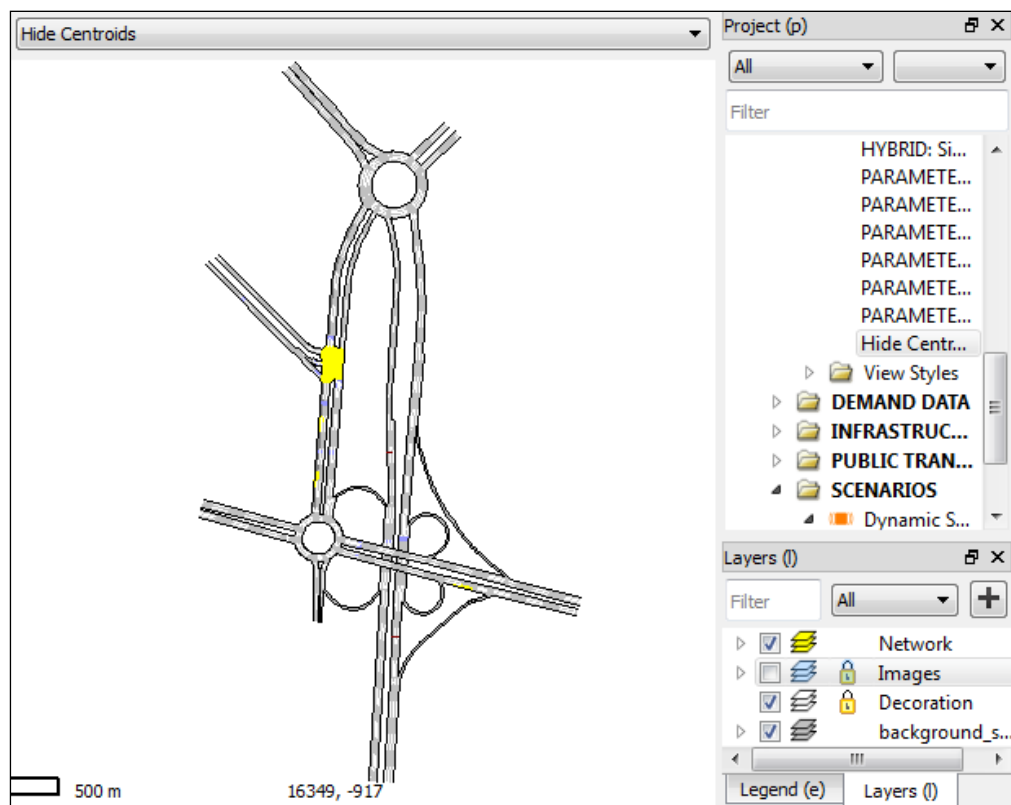 Hide Centroids
500 m
16349, -917
Project (p)
All
Filter
HYBRID: Si...
PARAMETE...
PARAMETE...
PARAMETE...
PARAMETE...
PARAMETE...
PARAMETE...
Hide Centr...
View Styles
DEMAND DATA
INFRASTRUC...
PUBLIC TRAN...
SCENARIOS
Dynamic S...
Layers (l)
Filter
All
Network
Images
Decoration
background_s...
Legend (e)
Layers (l)